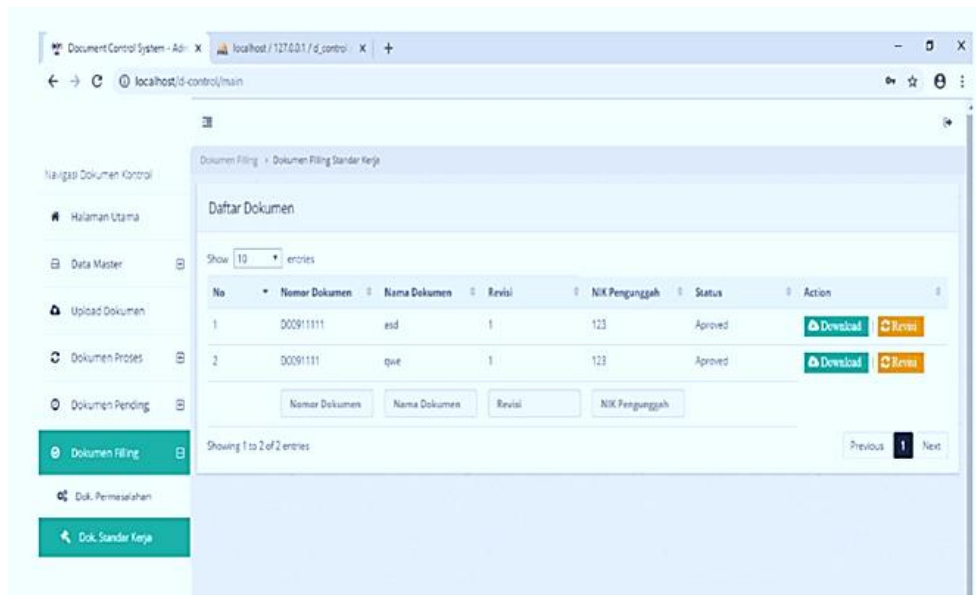 Document Control System - Adm
localhost / 127.0.0.1 / d_control
localhost/d-control/main
Navigasi Dokumen Kontrol
Halaman Utama
Data Master
Upload Dokumen
Dokumen Proses
Dokumen Pending
Dokumen Filling
Dok. Permasalahan
Dok. Standar Kerja
Dokumen Filling > Dokumen Filling Standar Kerja
Daftar Dokumen
Show 10 entries
No Nomor Dokumen Nama Dokumen Revisi NIK Pengunggah Status Action
1 D00911111 esd 1 123 Aproved Download | Revisi
2 D0091111 qwe 1 123 Aproved Download | Revisi
Nomor Dokumen Nama Dokumen Revisi NIK Pengunggah
Showing 1 to 2 of 2 entries
Previous 1 Next